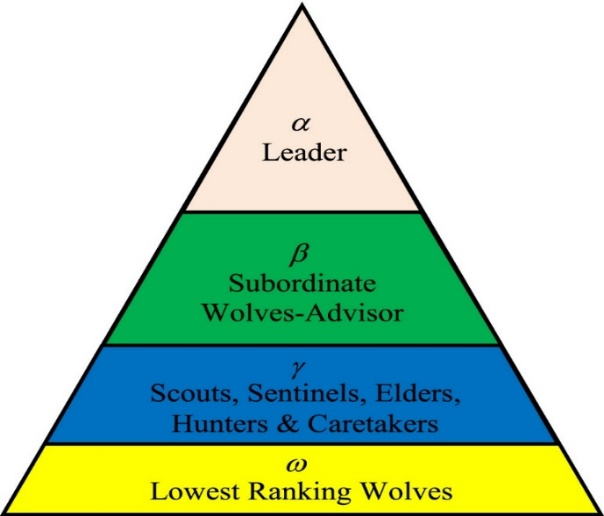 α
Leader
β
Subordinate
Wolves-Advisor
γ
Scouts, Sentinels, Elders,
Hunters & Caretakers
ω
Lowest Ranking Wolves